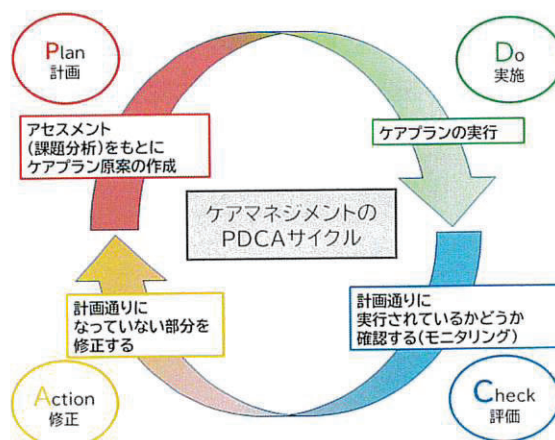 Plan
計画
Do
実施
アセスメント
(課題分析)をもとに
ケアプラン原案の作成
ケアプランの実行
ケアマネジメントの
PDCAサイクル
計画通りに
なっていない部分を
修正する
計画通りに
実行されているかどうか
確認する(モニタリング)
Action
修正
Check
評価